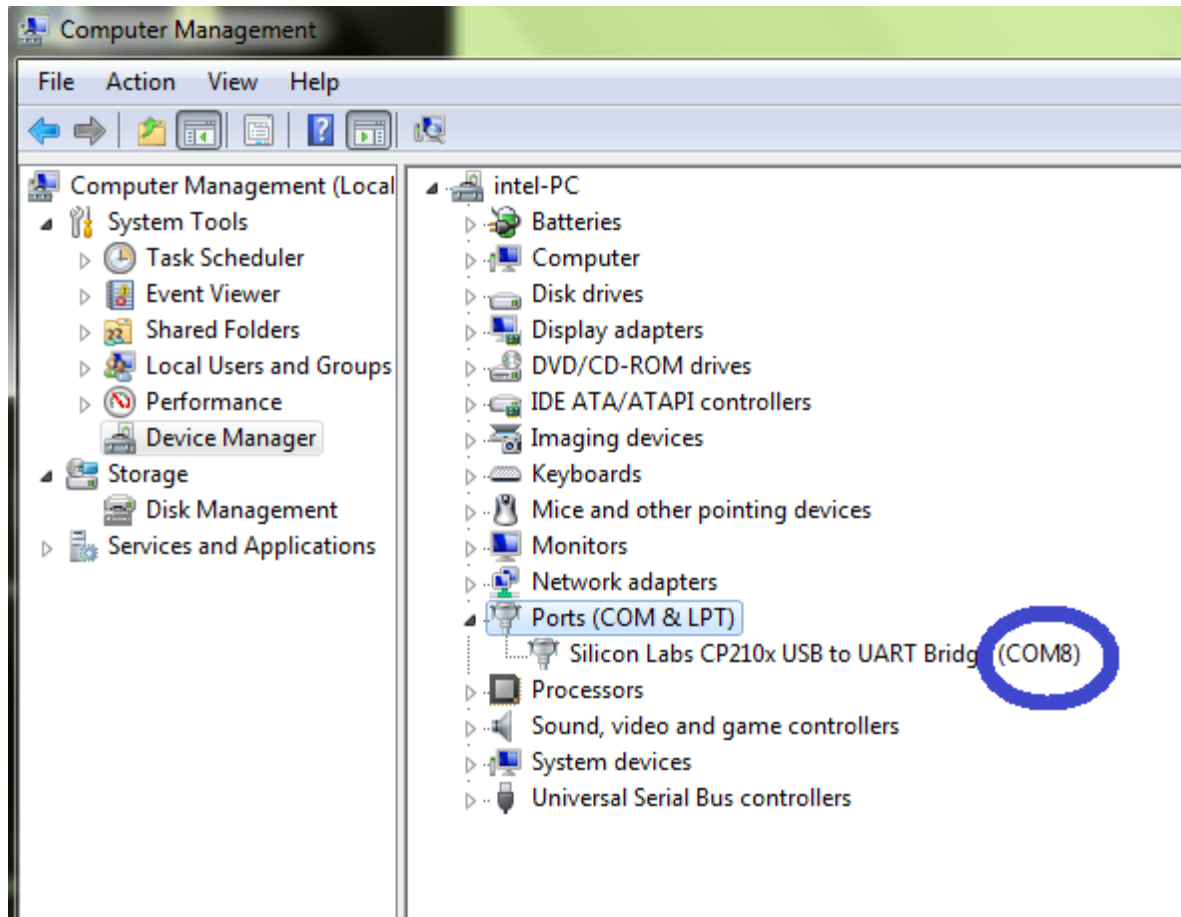 Computer Management
File Action View Help
Computer Management (Local
System Tools
Task Scheduler
Event Viewer
Shared Folders
Local Users and Groups
Performance
Device Manager
Storage
Disk Management
Services and Applications
intel-PC
Batteries
Computer
Disk drives
Display adapters
DVD/CD-ROM drives
IDE ATA/ATAPI controllers
Imaging devices
Keyboards
Mice and other pointing devices
Monitors
Network adapters
Ports (COM & LPT)
Silicon Labs CP210x USB to UART Bridg (COM8)
Processors
Sound, video and game controllers
System devices
Universal Serial Bus controllers